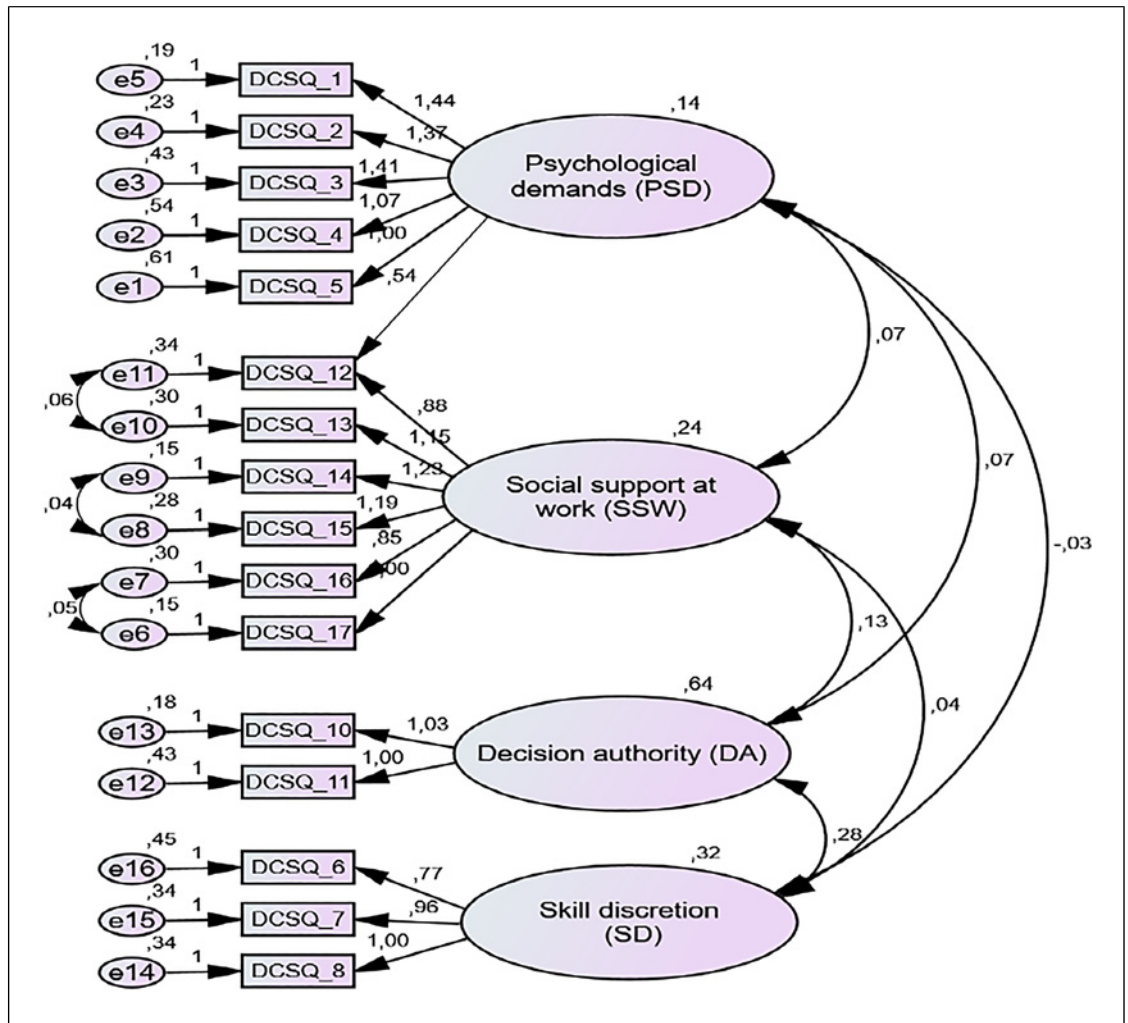 ,19
e5
1
DCSQ_1
1,44
,14
,23
e4
1
DCSQ_2
1,37
Psychological
demands (PSD)
,43
e3
1
DCSQ_3
1,41
,54
e2
1
DCSQ_4
1,07
,61
e1
1
DCSQ_5
1,00
,54
,07
,34
e11
1
DCSQ_12
,88
,06
,30
e10
1
DCSQ_13
1,15
,24
,15
e9
1
DCSQ_14
1,23
Social support at
work (SSW)
,07
,04
,28
e8
1
DCSQ_15
1,19
-,03
,30
e7
1
DCSQ_16
,85
,05
,15
e6
1
DCSQ_17
,13
,64
,04
,18
e13
1
DCSQ_10
1,03
Decision authority (DA)
,43
e12
1
DCSQ_11
1,00
,28
,45
e16
1
DCSQ_6
,77
,32
,34
e15
1
DCSQ_7
,96
Skill discretion
(SD)
,34
e14
1
DCSQ_8
1,00